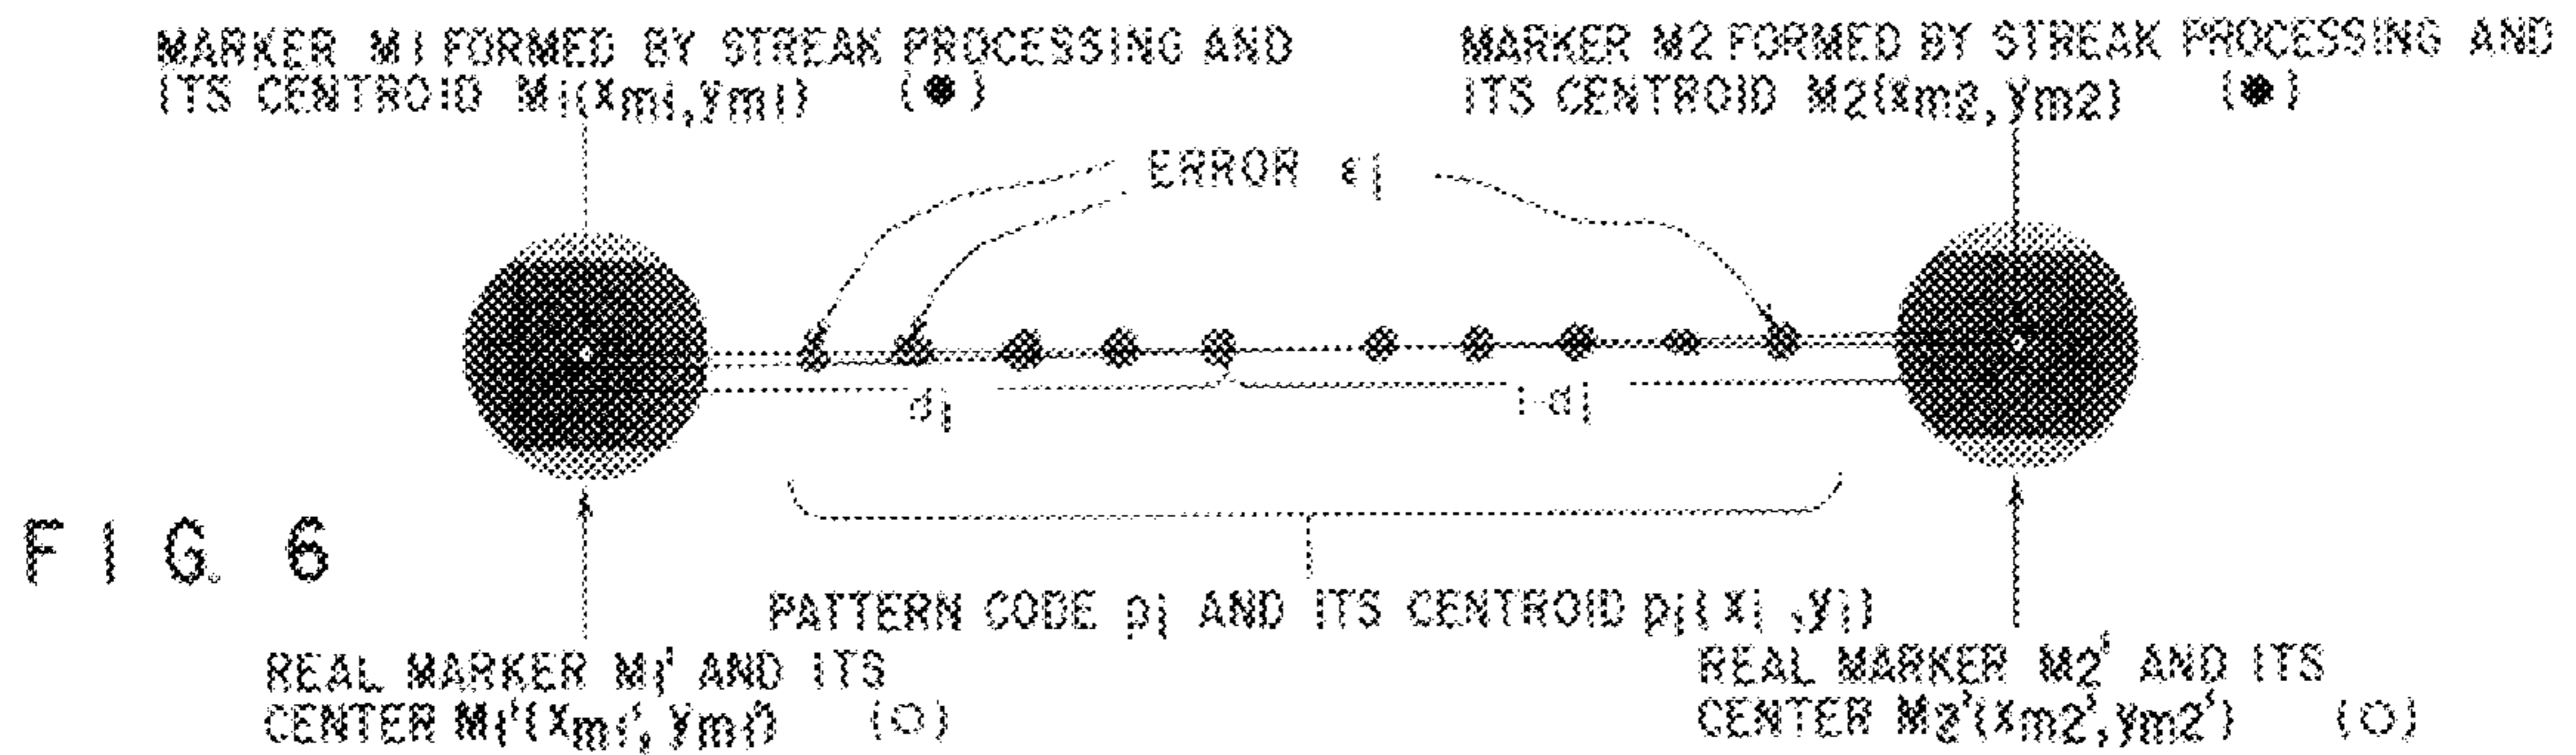 MARKER M1 FORMED BY STREAK PROCESSING AND
ITS CENTROID M1(xm1,ym1) (●)
MARKER M2 FORMED BY STREAK PROCESSING AND
ITS CENTROID M2(xm2,ym2) (●)
ERROR εi
di
1-di
FIG. 6
PATTERN CODE pi AND ITS CENTROID pi(xi,yi)
REAL MARKER M1' AND ITS
CENTER M1'(xm1',ym1') (○)
REAL MARKER M2' AND ITS
CENTER M2'(xm2',ym2') (○)